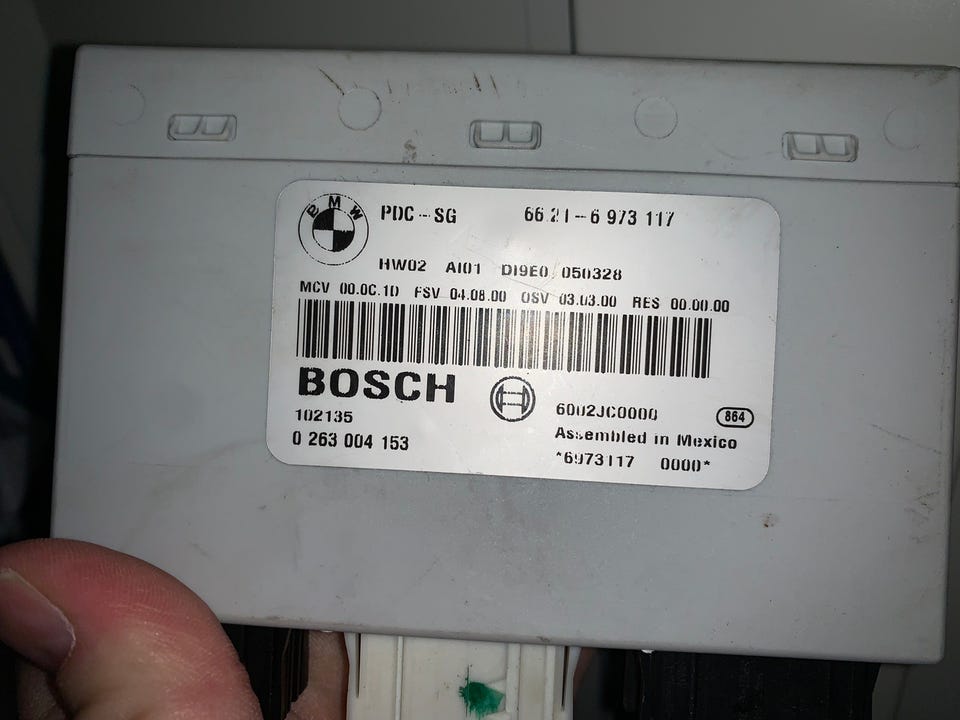 BMW
PDC-SG 66.21-6 973 117
HW02 AI01 DI9E0 050328
MCV 00.0C.1D FSV 04.08.00 OSV 03.03.00 RES 00.00.00
BOSCH
102135 6002JC0000 864
0 263 004 153 Assembled in Mexico
*6973117 0000*